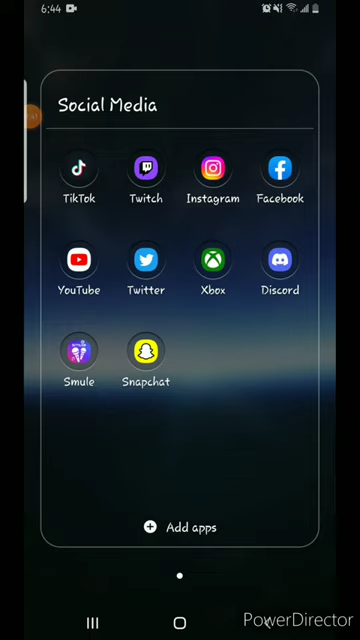 6:44
Social Media
TikTok Twitch Instagram Facebook
YouTube Twitter Xbox Discord
Smule Snapchat
Add apps
PowerDirector